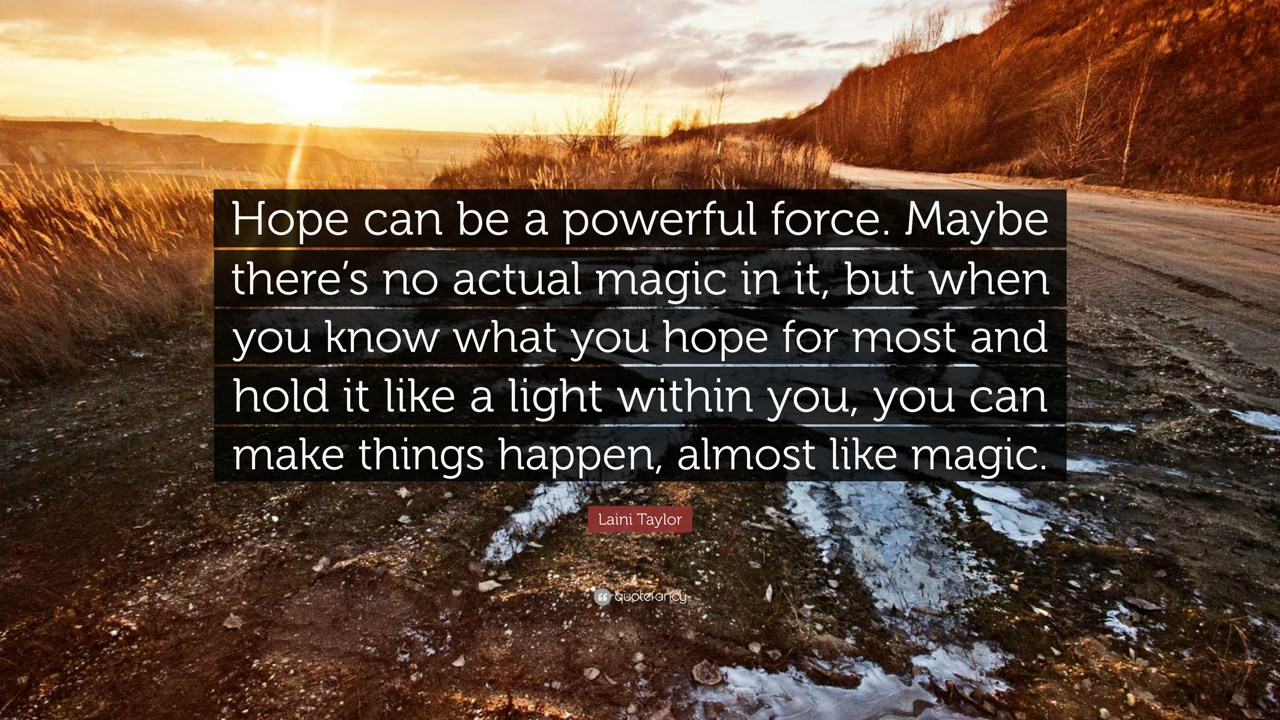 Hope can be a powerful force. Maybe
there’s no actual magic in it, but when
you know what you hope for most and
hold it like a light within you, you can
make things happen, almost like magic.
Laini Taylor
quotefancy